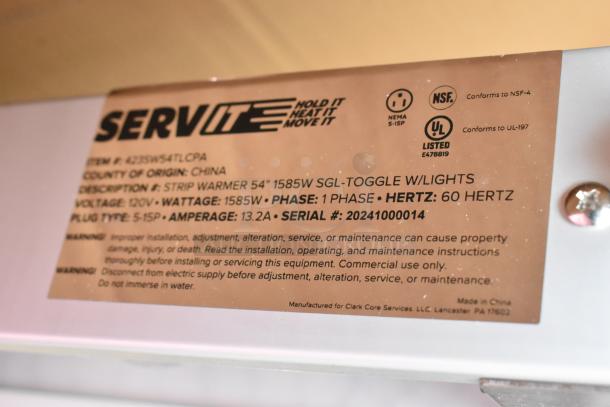 SERVIT
HOLD IT
HEAT IT
MOVE IT
NEMA
5-15P
NSF.
Conforms to NSF-4
UL
LISTED
E476819
Conforms to UL-197
ITEM #: 423SW54TLCPA
COUNTY OF ORIGIN: CHINA
DESCRIPTION #: STRIP WARMER 54" 1585W SGL-TOGGLE W/LIGHTS
VOLTAGE: 120V • WATTAGE: 1585W • PHASE: 1 PHASE • HERTZ: 60 HERTZ
PLUG TYPE: 5-15P • AMPERAGE: 13.2A • SERIAL #: 20241000014
WARNING! Improper installation, adjustment, alteration, service, or maintenance can cause property
damage, injury, or death. Read the installation, operating, and maintenance instructions
thoroughly before installing or servicing this equipment. Commercial use only.
WARNING! Disconnect from electric supply before adjustment, alteration, service, or maintenance.
Do not immerse in water.
Made in China
Manufactured for Clark Core Services, LLC, Lancaster, PA 17602